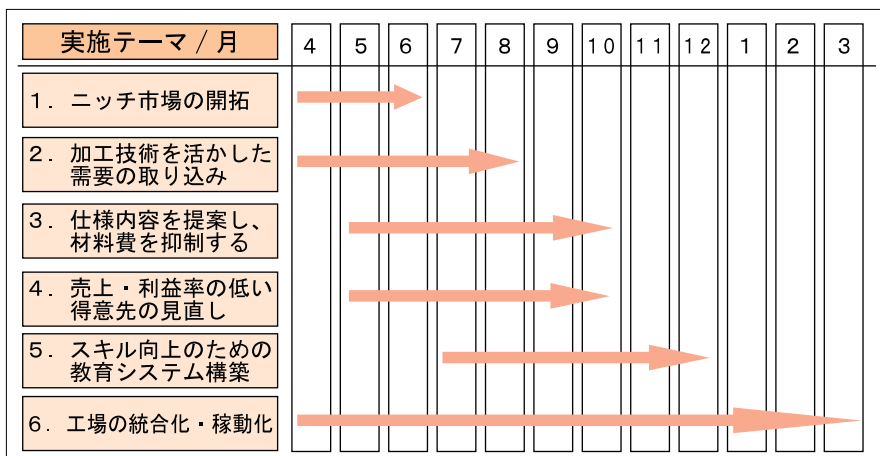 実施テーマ / 月 4 5 6 7 8 9 10 11 12 1 2 3
1. ニッチ市場の開拓
2. 加工技術を活かした
需要の取り込み
3. 仕様内容を提案し、
材料費を抑制する
4. 売上・利益率の低い
得意先の見直し
5. スキル向上のための
教育システム構築
6. 工場の統合化・稼動化